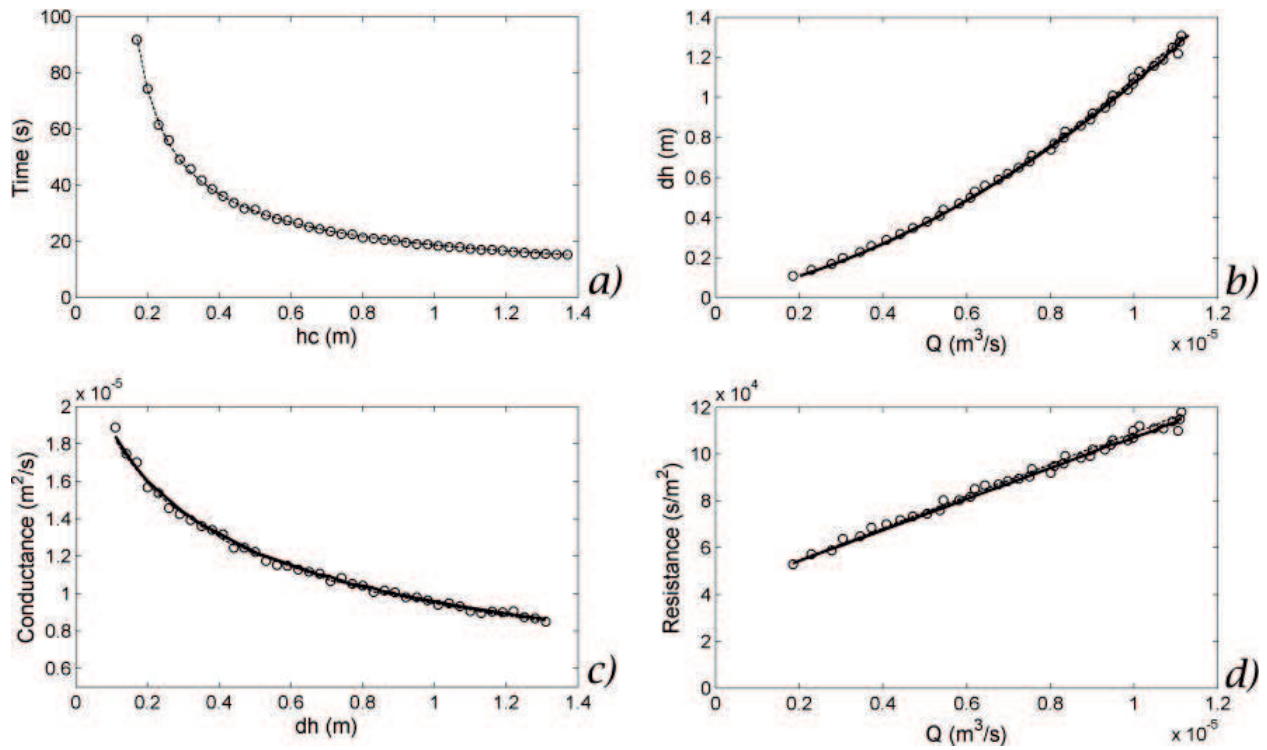 100
80
60
40
20
0
Time (s)
0 0.2 0.4 0.6 0.8 1 1.2 1.4
hc (m)
a)
1.4
1.2
1
0.8
0.6
0.4
0.2
0
dh (m)
0 0.2 0.4 0.6 0.8 1 1.2
Q (m³/s)
x 10⁻⁵
b)
x 10⁻⁵
2
1.8
1.6
1.4
1.2
1
0.8
0.6
Conductance (m²/s)
0 0.2 0.4 0.6 0.8 1 1.2 1.4
dh (m)
c)
x 10⁴
12
10
8
6
4
2
0
Resistance (s/m²)
0 0.2 0.4 0.6 0.8 1 1.2
Q (m³/s)
x 10⁻⁵
d)